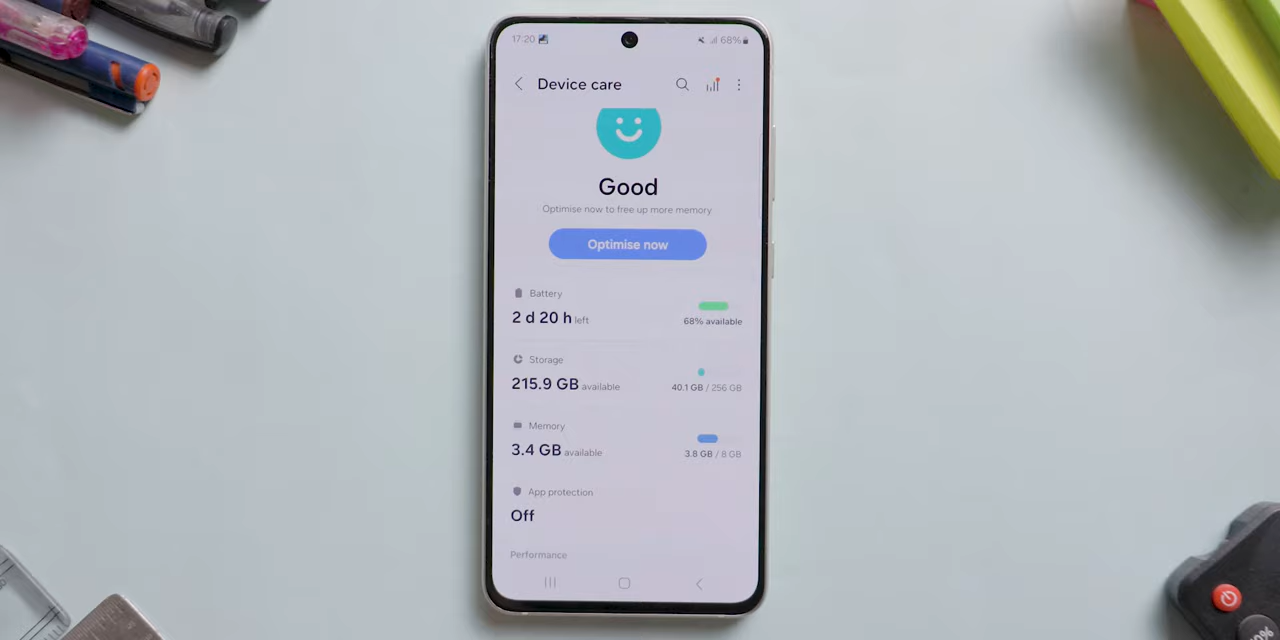 17:20 68%
Device care
Good
Optimise now to free up more memory
Optimise now
Battery
2 d 20 h left
68% available
Storage
215.9 GB available
40.1 GB / 256 GB
Memory
3.4 GB available
3.8 GB / 8 GB
App protection
Off
Performance